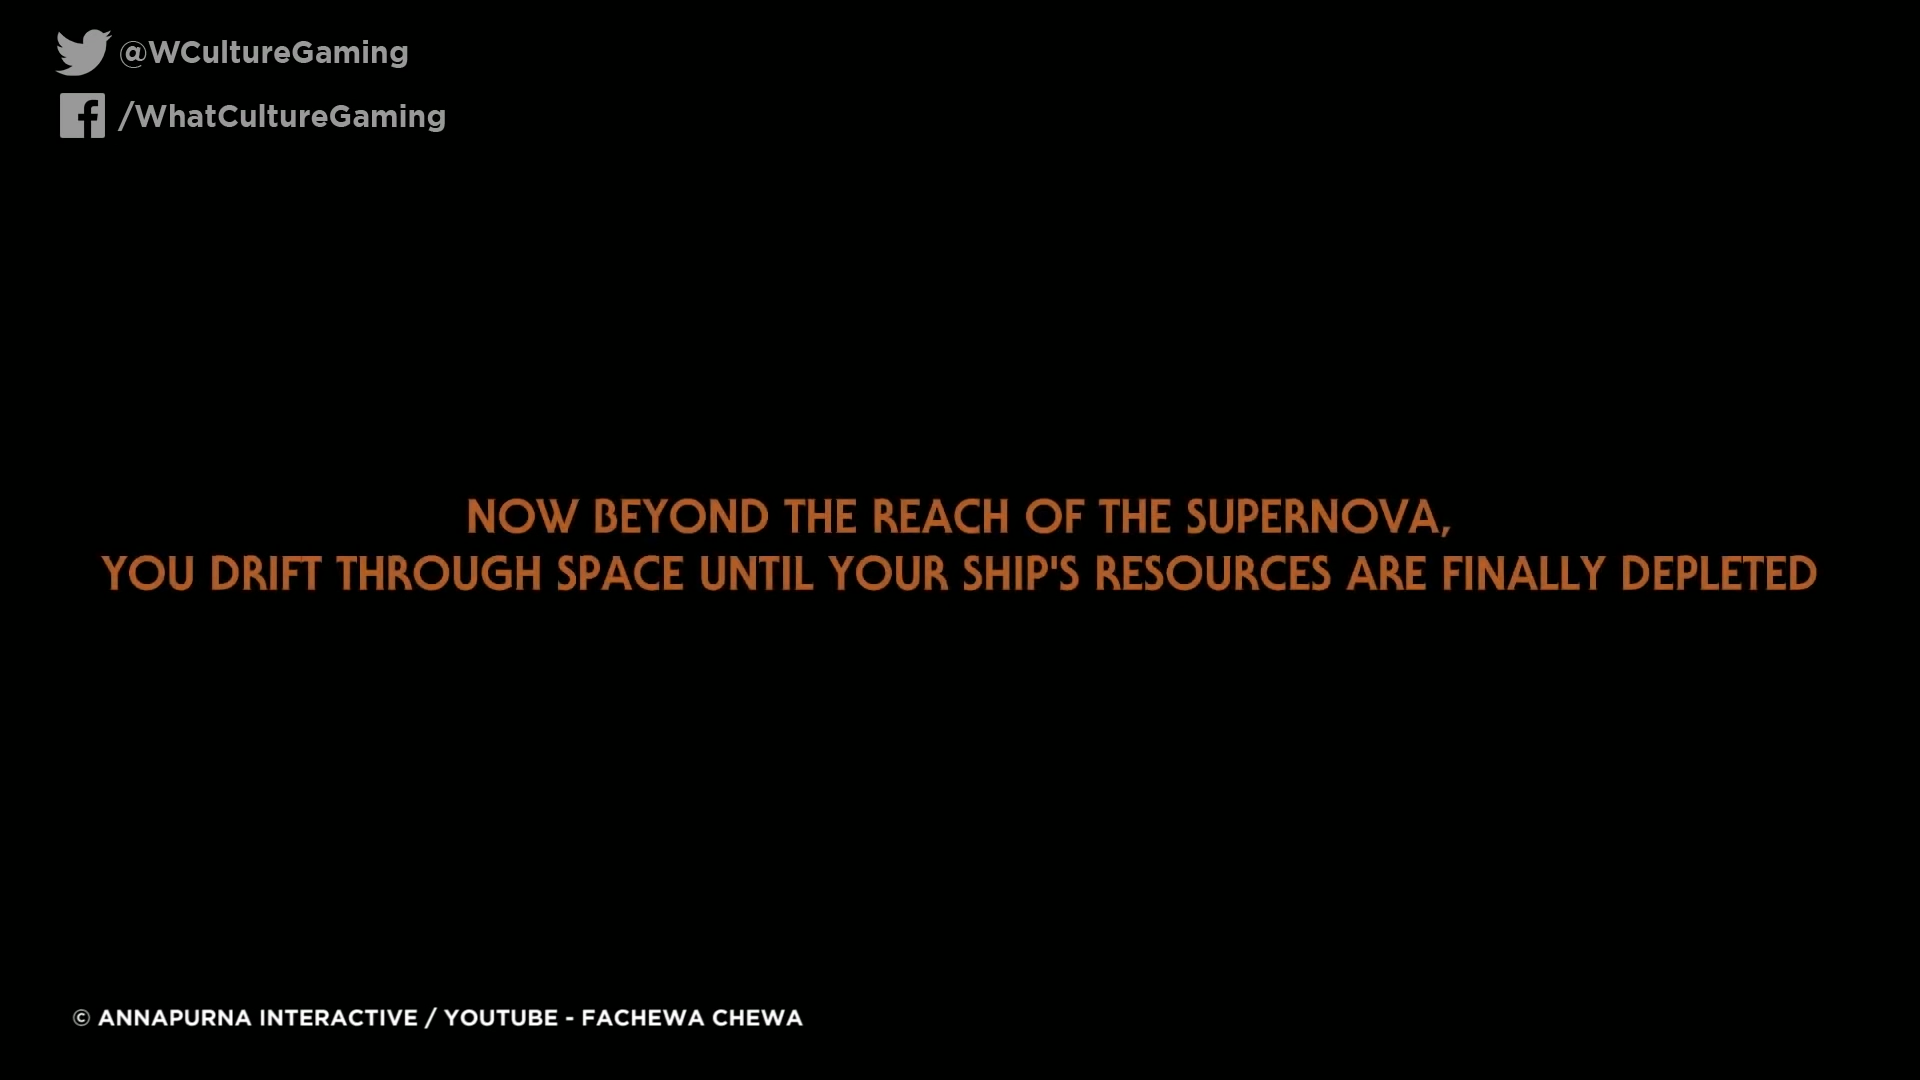 @WCultureGaming
/WhatCultureGaming
NOW BEYOND THE REACH OF THE SUPERNOVA,
YOU DRIFT THROUGH SPACE UNTIL YOUR SHIP'S RESOURCES ARE FINALLY DEPLETED
© ANNAPURNA INTERACTIVE / YOUTUBE - FACHEWA CHEWA